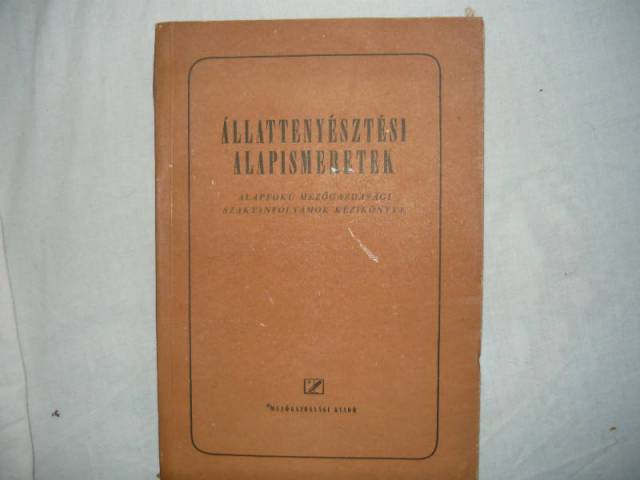 ÁLLATTENYÉSZTÉSI
ALAPISMERETEK
ALAPFOKÚ MEZŐGAZDASÁGI
SZAKTANFOLYAMOK KÉZIKÖNYVE
MEZŐGAZDASÁGI KIADÓ